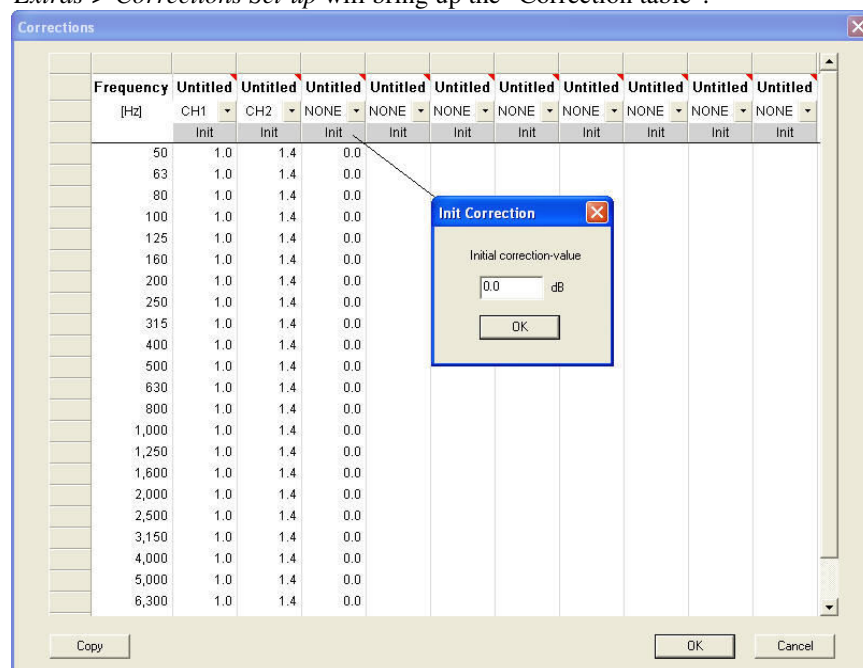 Extras > Corrections Set-up will bring up the "Correction table".
Corrections
Frequency Untitled Untitled Untitled Untitled Untitled Untitled Untitled Untitled Untitled Untitled
[Hz] CH1 CH2 NONE NONE NONE NONE NONE NONE NONE NONE
Init Init Init Init Init Init Init Init Init Init
50 1.0 1.4 0.0
63 1.0 1.4 0.0
80 1.0 1.4 0.0
100 1.0 1.4 0.0
125 1.0 1.4 0.0
160 1.0 1.4 0.0
200 1.0 1.4 0.0
250 1.0 1.4 0.0
315 1.0 1.4 0.0
400 1.0 1.4 0.0
500 1.0 1.4 0.0
630 1.0 1.4 0.0
800 1.0 1.4 0.0
1,000 1.0 1.4 0.0
1,250 1.0 1.4 0.0
1,600 1.0 1.4 0.0
2,000 1.0 1.4 0.0
2,500 1.0 1.4 0.0
3,150 1.0 1.4 0.0
4,000 1.0 1.4 0.0
5,000 1.0 1.4 0.0
6,300 1.0 1.4 0.0
Init Correction
Initial correction-value
0.0 dB
OK
Copy OK Cancel